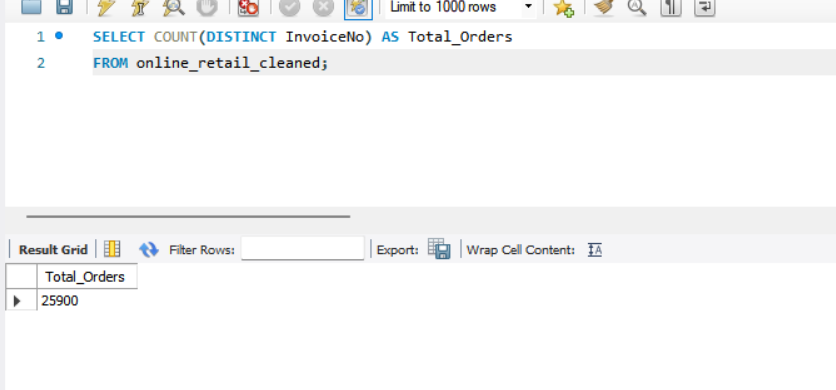 Limit to 1000 rows
1 SELECT COUNT(DISTINCT InvoiceNo) AS Total_Orders
2 FROM online_retail_cleaned;
Result Grid Filter Rows: Export: Wrap Cell Content:
Total_Orders
25900